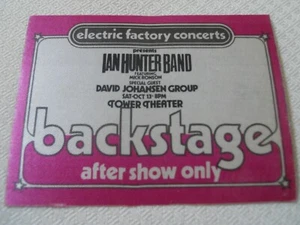 electric factory concerts
presents
IAN HUNTER BAND
FEATURING
MICK RONSON
SPECIAL GUEST
DAVID JOHANSEN GROUP
SAT·OCT 13·8PM
TOWER THEATER
backstage
after show only